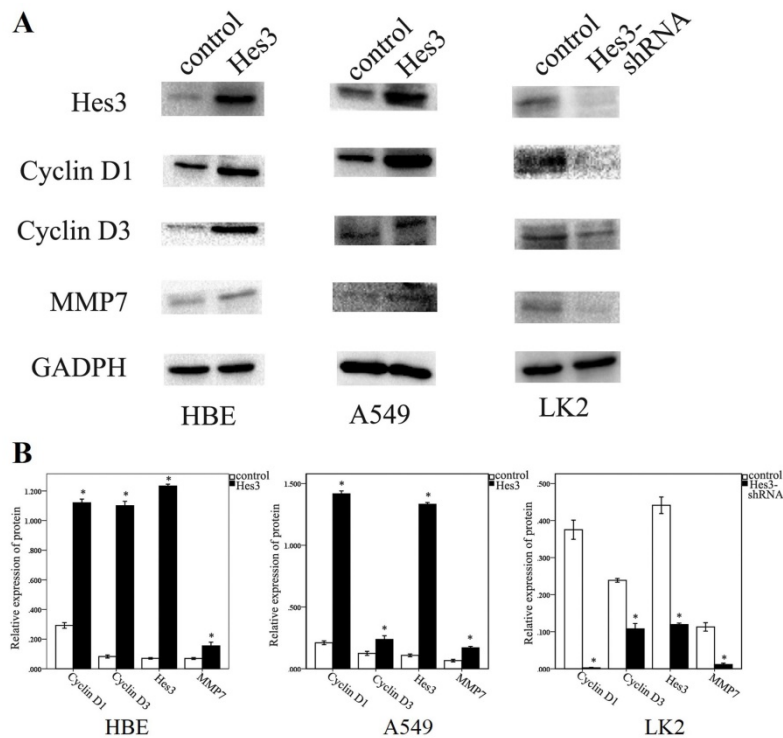 A
control Hes3 control Hes3 control Hes3-
shRNA
Hes3
Cyclin D1
Cyclin D3
MMP7
GADPH
HBE A549 LK2
B
control
Hes3
Relative expression of protein
1.200
1.000
.800
.600
.400
.200
.000
* * * *
Cyclin D1 Cyclin D3 Hes3 MMP7
HBE
control
Hes3
Relative expression of protein
1.500
1.000
.500
.000
* * * *
Cyclin D1 Cyclin D3 Hes3 MMP7
A549
control
Hes3-
shRNA
Relative expression of protein
.500
.400
.300
.200
.100
.000
* * * *
Cyclin D1 Cyclin D3 Hes3 MMP7
LK2